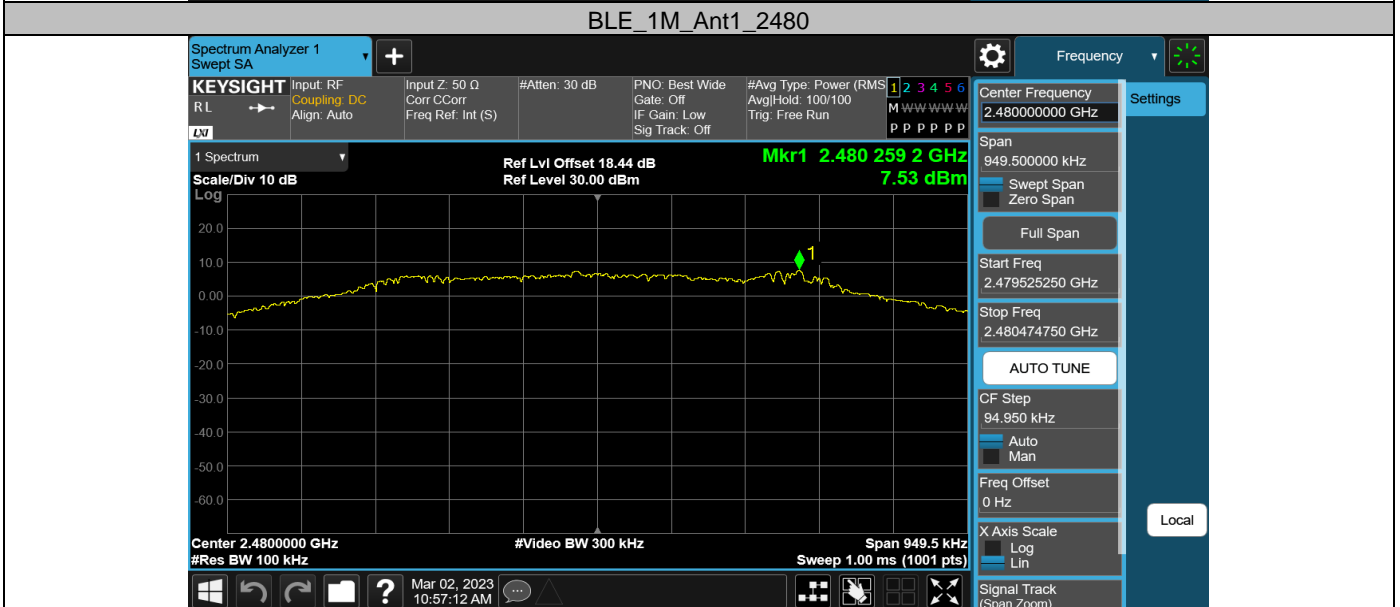 BLE_1M_Ant1_2480
Spectrum Analyzer 1
Swept SA
+
Frequency
KEYSIGHT
RL
LXI
Input: RF
Coupling: DC
Align: Auto
Input Z: 50 Ω
Corr CCorr
Freq Ref: Int (S)
#Atten: 30 dB
PNO: Best Wide
Gate: Off
IF Gain: Low
Sig Track: Off
#Avg Type: Power (RMS
Avg|Hold: 100/100
Trig: Free Run
1 2 3 4 5 6
M W W W W W
P P P P P P
1 Spectrum
Scale/Div 10 dB
Log
Ref Lvl Offset 18.44 dB
Ref Level 30.00 dBm
Mkr1 2.480 259 2 GHz
7.53 dBm
20.0
10.0
0.00
-10.0
-20.0
-30.0
-40.0
-50.0
-60.0
1
Center 2.4800000 GHz
#Res BW 100 kHz
#Video BW 300 kHz
Span 949.5 kHz
Sweep 1.00 ms (1001 pts)
?
Mar 02, 2023
10:57:12 AM
Center Frequency
2.480000000 GHz
Span
949.500000 kHz
Swept Span
Zero Span
Full Span
Start Freq
2.479525250 GHz
Stop Freq
2.480474750 GHz
AUTO TUNE
CF Step
94.950 kHz
Auto
Man
Freq Offset
0 Hz
X Axis Scale
Log
Lin
Signal Track
(Span Zoom)
Settings
Local